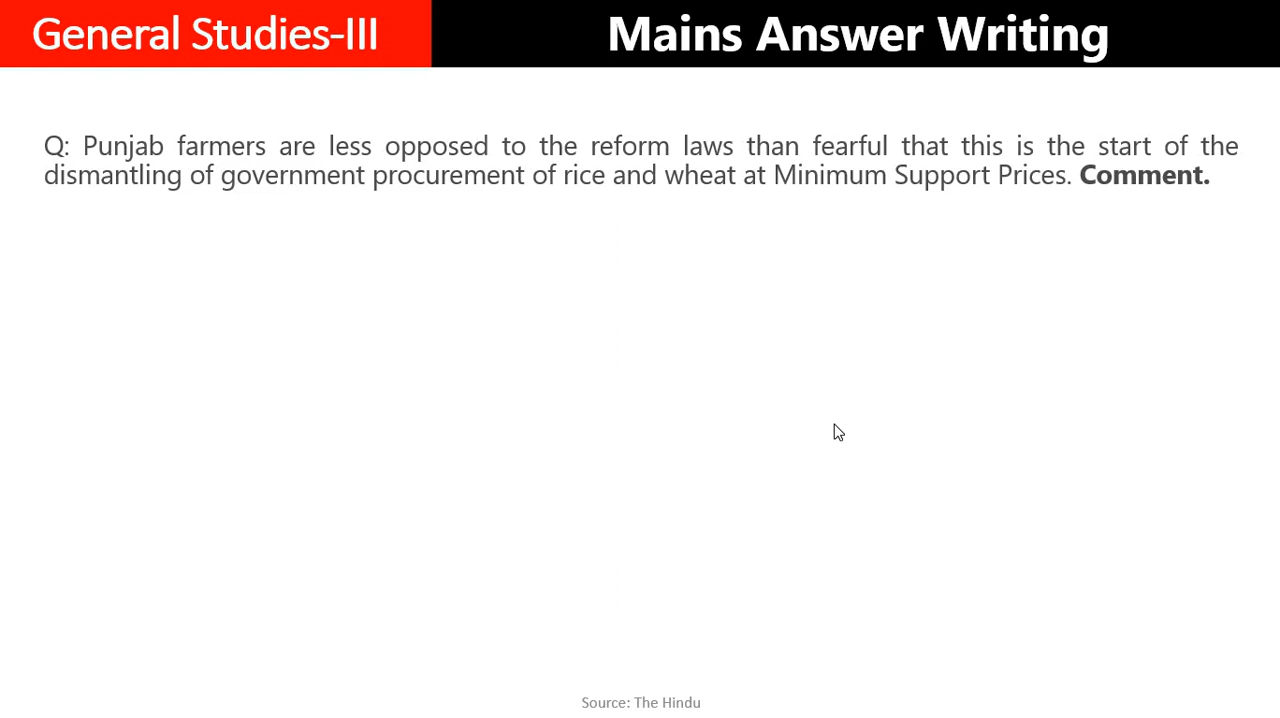 General Studies-III
Mains Answer Writing
Q: Punjab farmers are less opposed to the reform laws than fearful that this is the start of the
dismantling of government procurement of rice and wheat at Minimum Support Prices. Comment.
Source: The Hindu